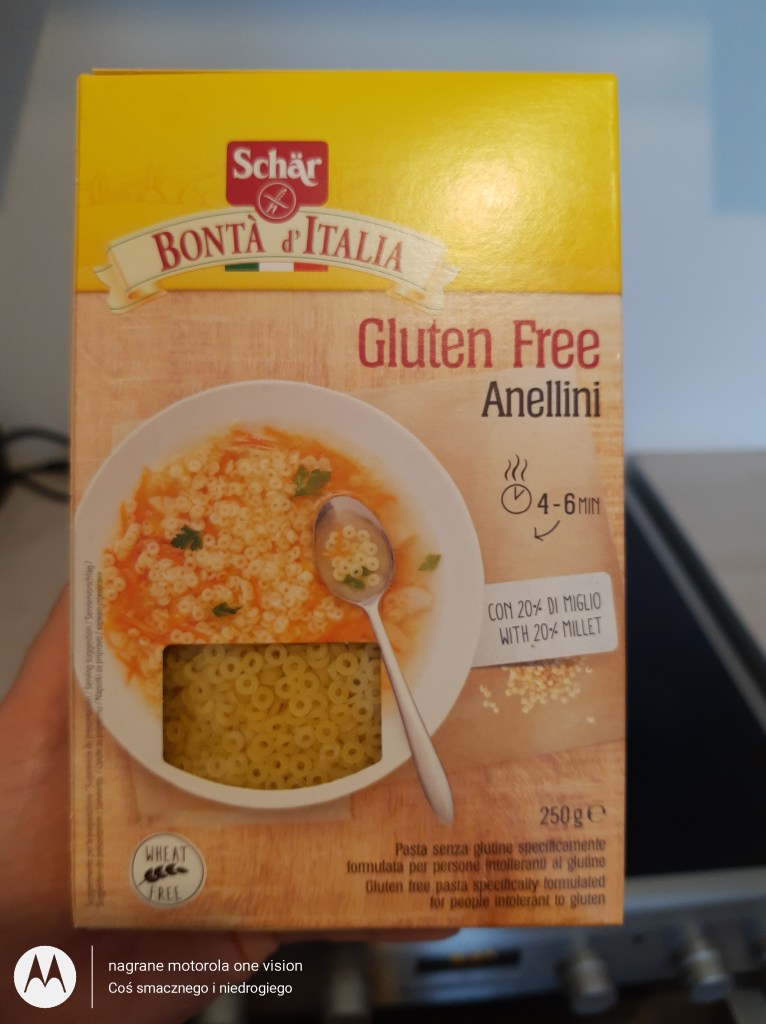 Schär
BONTÀ d'ITALIA
Gluten Free
Anellini
4-6 MIN
CON 20% DI MIGLIO
WITH 20% MILLET
250g e
Pasta senza glutine specificamente
formulata per persone intolleranti al glutine
Gluten free pasta specifically formulated
for people intolerant to gluten
WHEAT
FREE
nagrane motorola one vision
Coś smacznego i niedrogiego